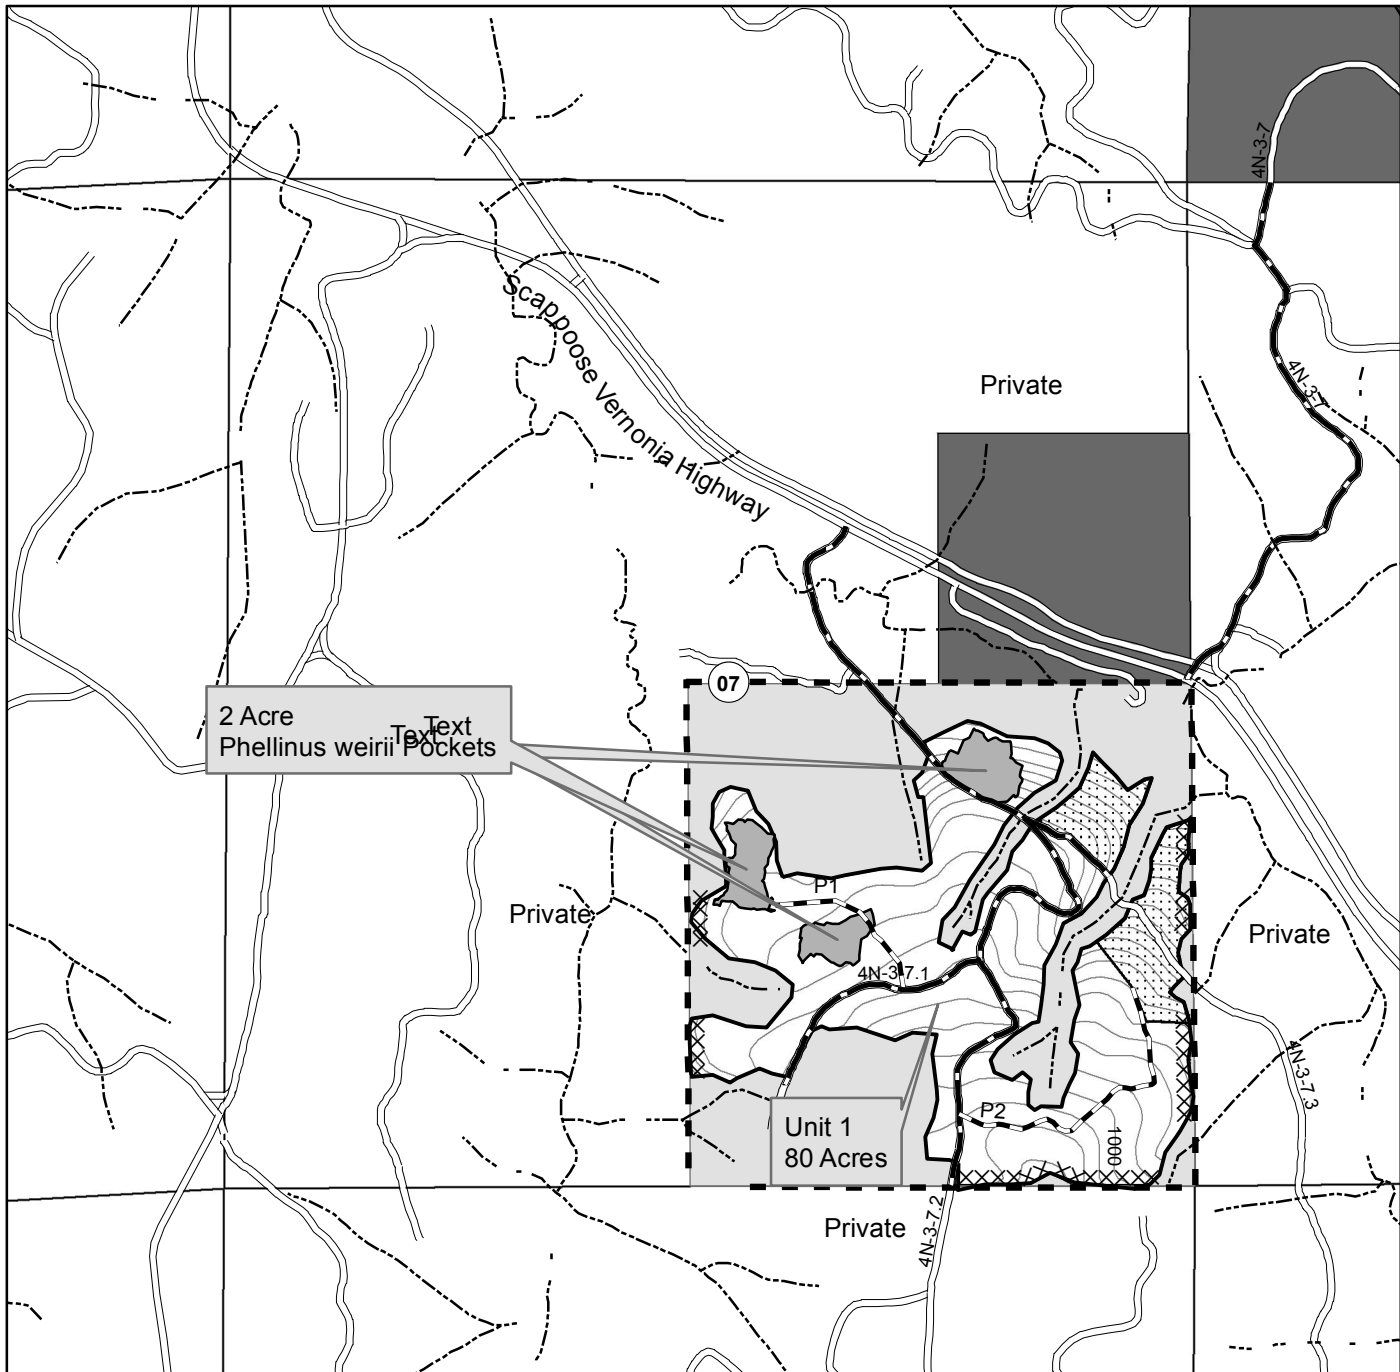 4N-3-7
Scappoose Vernonia Highway
Private
4N-3-7
07
2 Acre
Phellinus weirii Pockets
Text
Text
P1
Private
Private
4N-3-7.1
4N-3-7.3
Unit 1
80 Acres
P2
1000
Private
4N-3-7.2